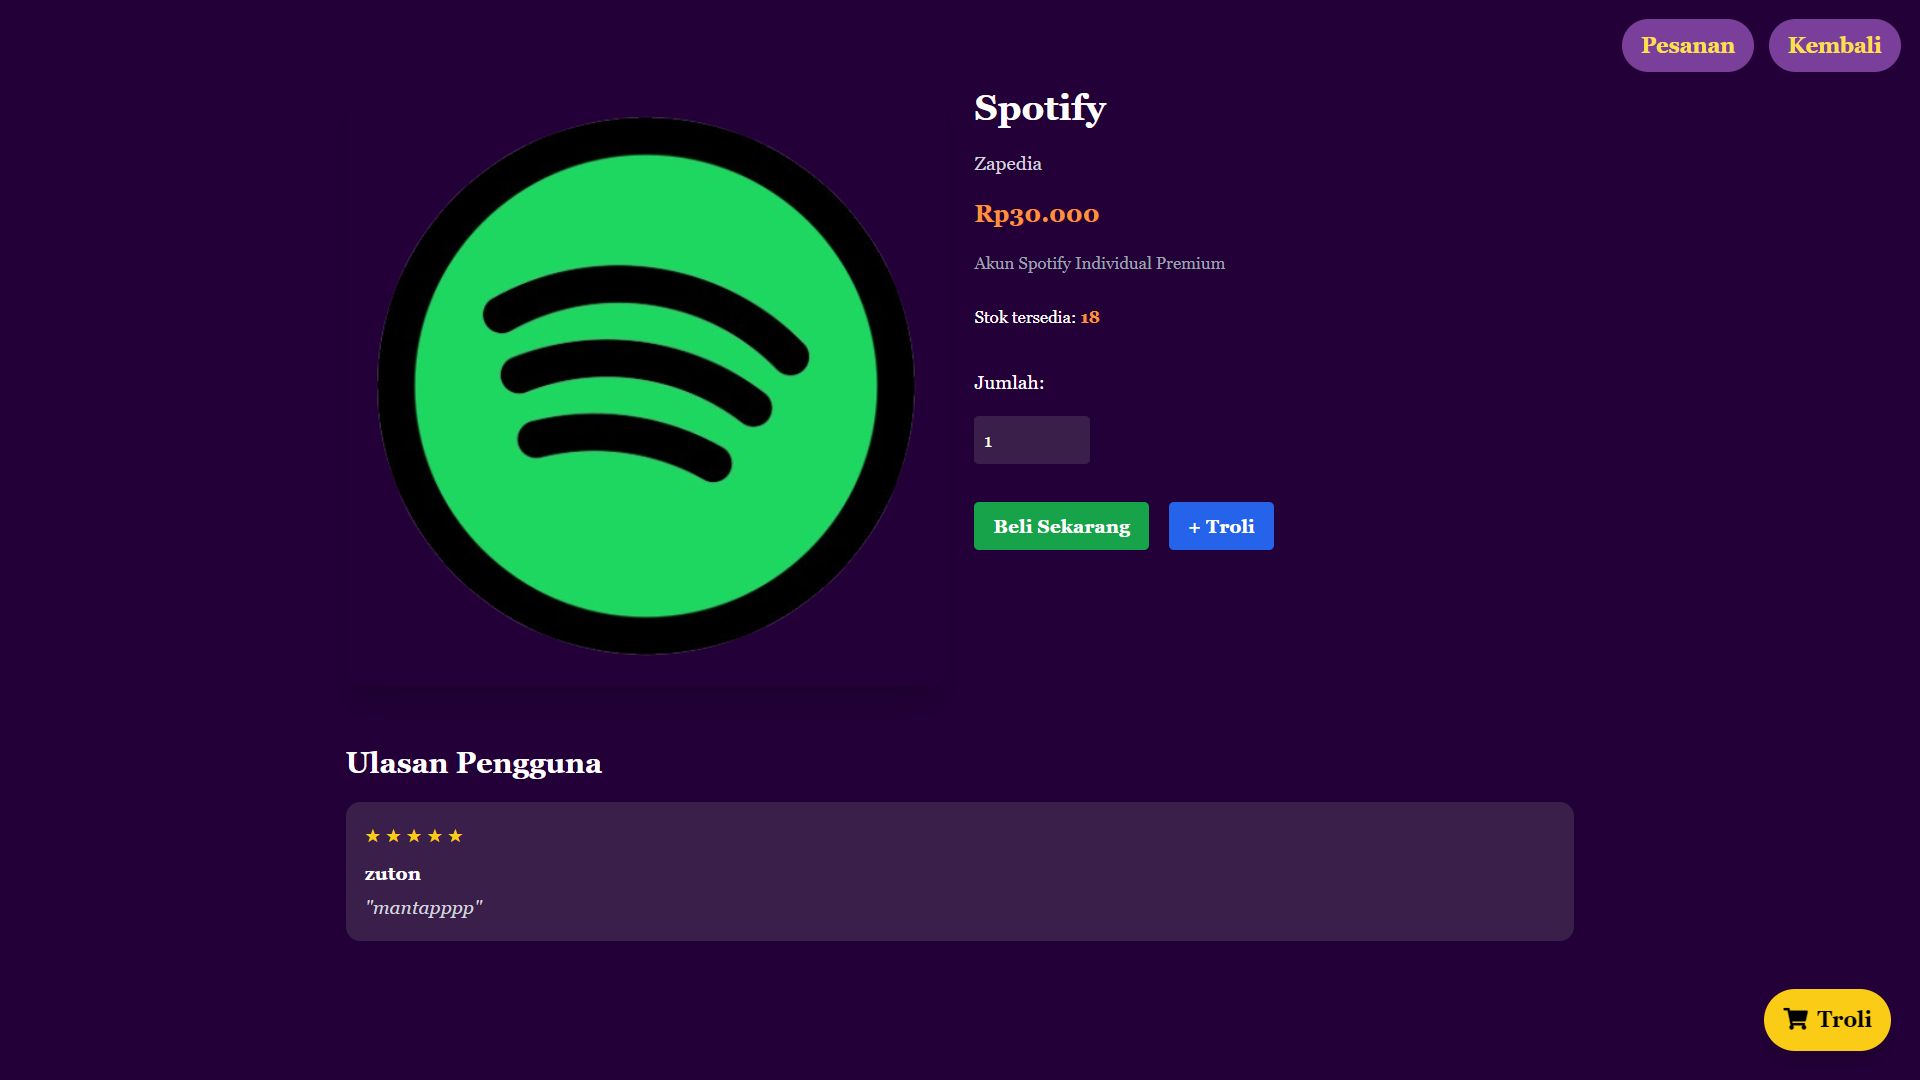 Pesanan
Kembali
Spotify
Zapedia
Rp30.000
Akun Spotify Individual Premium
Stok tersedia: 18
Jumlah:
1
Beli Sekarang
+ Troli
Ulasan Pengguna
★★★★★
zuton
"mantapppp"
Troli